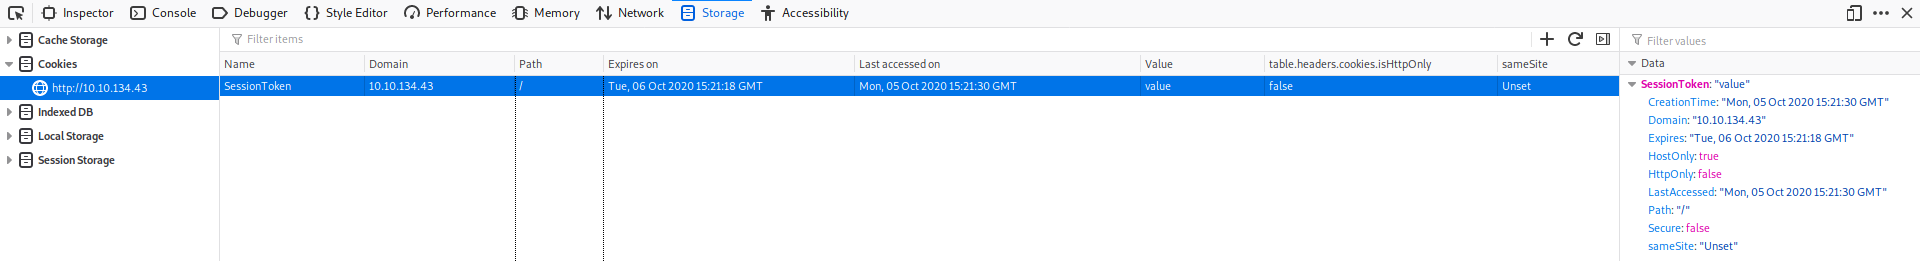 Inspector Console Debugger Style Editor Performance Memory Network Storage Accessibility
Cache Storage
Cookies
http://10.10.134.43
Indexed DB
Local Storage
Session Storage
Filter items
Name Domain Path Expires on Last accessed on Value table.headers.cookies.isHttpOnly sameSite
SessionToken 10.10.134.43 / Tue, 06 Oct 2020 15:21:18 GMT Mon, 05 Oct 2020 15:21:30 GMT value false Unset
Filter values
Data
SessionToken: "value"
CreationTime: "Mon, 05 Oct 2020 15:21:30 GMT"
Domain: "10.10.134.43"
Expires: "Tue, 06 Oct 2020 15:21:18 GMT"
HostOnly: true
HttpOnly: false
LastAccessed: "Mon, 05 Oct 2020 15:21:30 GMT"
Path: "/"
Secure: false
sameSite: "Unset"